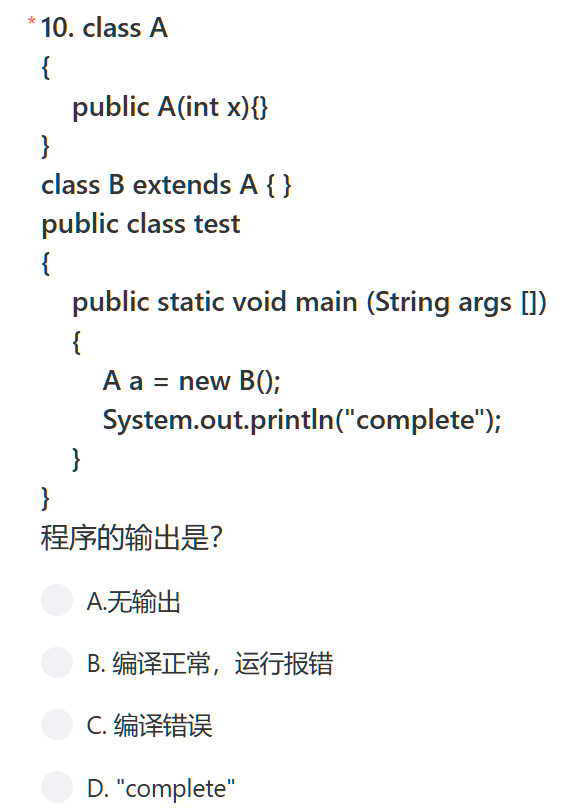 *10. class A
{
public A(int x){}
}
class B extends A { }
public class test
{
public static void main (String args [])
{
A a = new B();
System.out.println("complete");
}
}
程序的输出是?
A.无输出
B. 编译正常，运行报错
C. 编译错误
D. "complete"